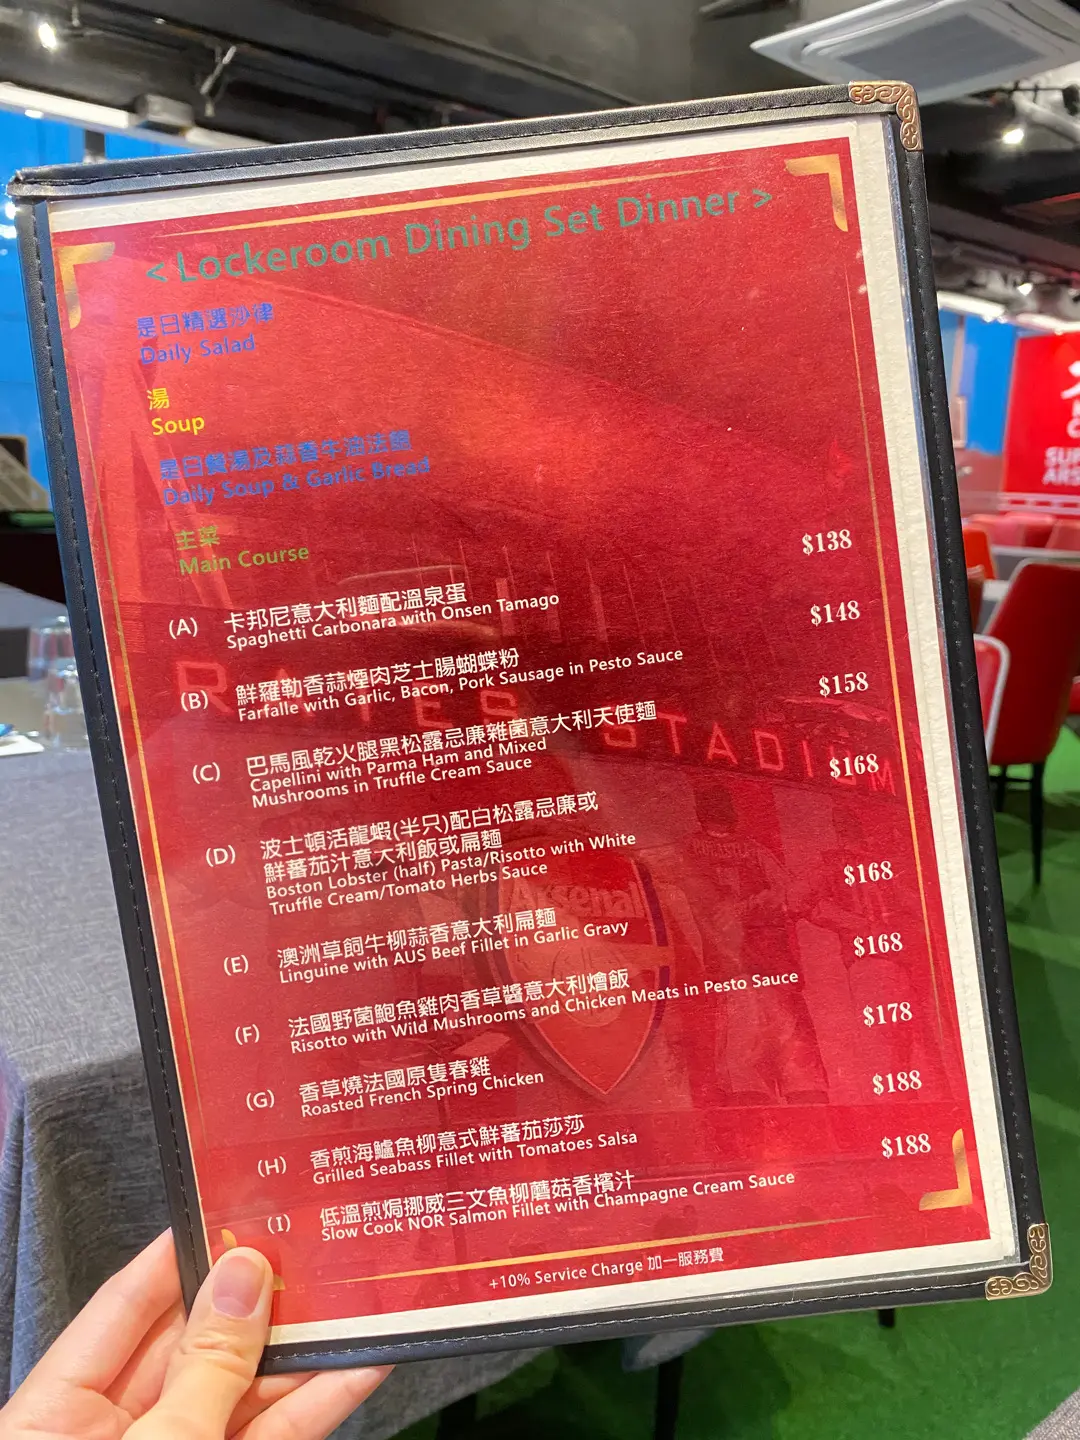 < Lockeroom Dining Set Dinner >
是日精選沙律
Daily Salad
湯
Soup
是日餐湯及蒜香牛油法飽
Daily Soup & Garlic Bread
主菜
Main Course
$138
(A) 卡邦尼意大利麵配溫泉蛋
Spaghetti Carbonara with Onsen Tamago
$148
(B) 鮮羅勒香蒜煙肉芝士腸蝴蝶粉
Farfalle with Garlic, Bacon, Pork Sausage in Pesto Sauce
$158
(C) 巴馬風乾火腿黑松露忌廉雜菌意大利天使麵
Capellini with Parma Ham and Mixed
Mushrooms in Truffle Cream Sauce
$168
(D) 波士頓活龍蝦(半只)配白松露忌廉或
鮮蕃茄汁意大利飯或扁麵
Boston Lobster (half) Pasta/Risotto with White
Truffle Cream/Tomato Herbs Sauce
$168
(E) 澳洲草飼牛柳蒜香意大利扁麵
Linguine with AUS Beef Fillet in Garlic Gravy
$168
(F) 法國野菌鮑魚雞肉香草醬意大利燴飯
Risotto with Wild Mushrooms and Chicken Meats in Pesto Sauce
$178
(G) 香草燒法國原隻春雞
Roasted French Spring Chicken
$188
(H) 香煎海鱸魚柳意式鮮蕃茄莎莎
Grilled Seabass Fillet with Tomatoes Salsa
$188
(I) 低溫煎焗挪威三文魚柳蘑菇香檳汁
Slow Cook NOR Salmon Fillet with Champagne Cream Sauce
+10% Service Charge 加一服務費
STADIUM
Arsenal